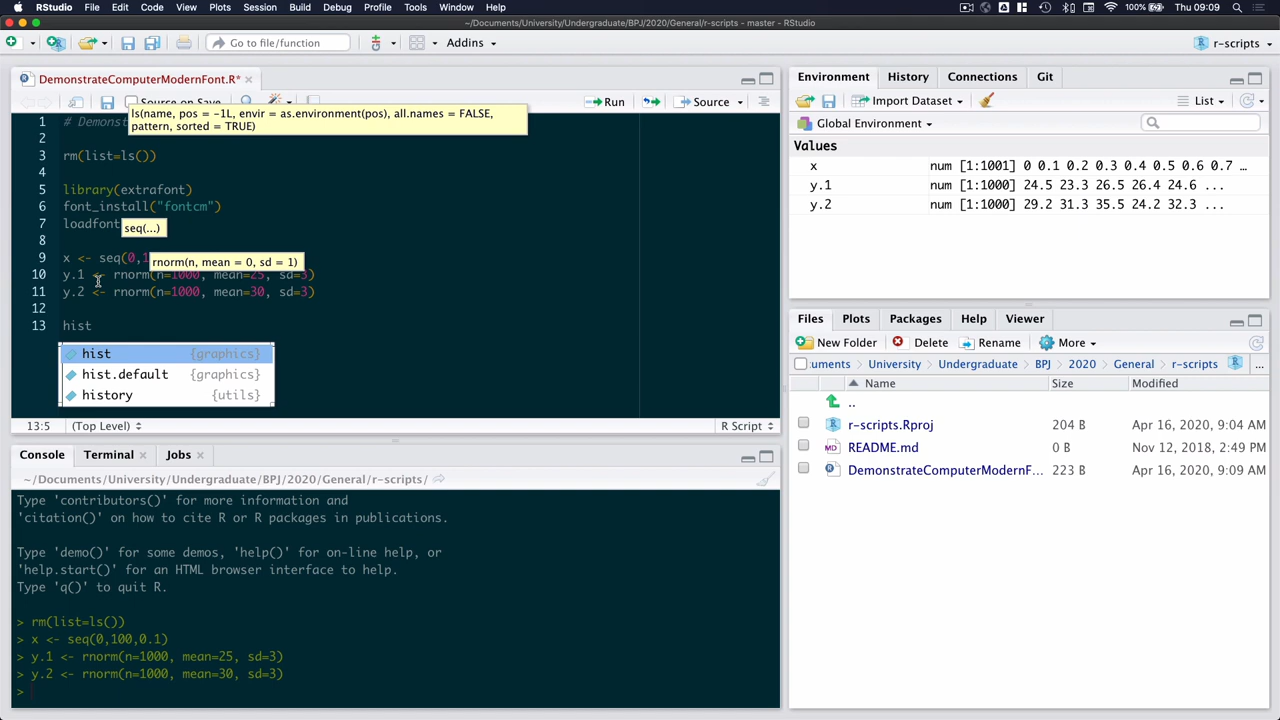 RStudio File Edit Code View Plots Session Build Debug Profile Tools Window Help 100% Thu 09:09
~/Documents/University/Undergraduate/BPJ/2020/General/r-scripts - master - RStudio
Go to file/function Addins r-scripts
DemonstrateComputerModernFont.R*
Source on Save Run Source
ls(name, pos = -1L, envir = as.environment(pos), all.names = FALSE,
pattern, sorted = TRUE)
1 # Demonst
2
3 rm(list=ls())
4
5 library(extrafont)
6 font_install("fontcm")
7 loadfont
seq(...)
8
9 x <- seq(0,1
rnorm(n, mean = 0, sd = 1)
10 y.1 <- rnorm(n=1000, mean=25, sd=3)
11 y.2 <- rnorm(n=1000, mean=30, sd=3)
12
13 hist
hist {graphics}
hist.default {graphics}
history {utils}
13:5 (Top Level) R Script
Console Terminal Jobs
~/Documents/University/Undergraduate/BPJ/2020/General/r-scripts/
Type 'contributors()' for more information and
'citation()' on how to cite R or R packages in publications.
Type 'demo()' for some demos, 'help()' for on-line help, or
'help.start()' for an HTML browser interface to help.
Type 'q()' to quit R.
> rm(list=ls())
> x <- seq(0,100,0.1)
> y.1 <- rnorm(n=1000, mean=25, sd=3)
> y.2 <- rnorm(n=1000, mean=30, sd=3)
>
Environment History Connections Git
Import Dataset List
Global Environment
Values
x num [1:1001] 0 0.1 0.2 0.3 0.4 0.5 0.6 0.7 …
y.1 num [1:1000] 24.5 23.3 26.5 26.4 24.6 ...
y.2 num [1:1000] 29.2 31.3 35.5 24.2 32.3 ...
Files Plots Packages Help Viewer
New Folder Delete Rename More
uments University Undergraduate BPJ 2020 General r-scripts ...
Name Size Modified
..
r-scripts.Rproj 204 B Apr 16, 2020, 9:04 AM
README.md 0 B Nov 12, 2018, 2:49 PM
DemonstrateComputerModernF... 223 B Apr 16, 2020, 9:09 AM